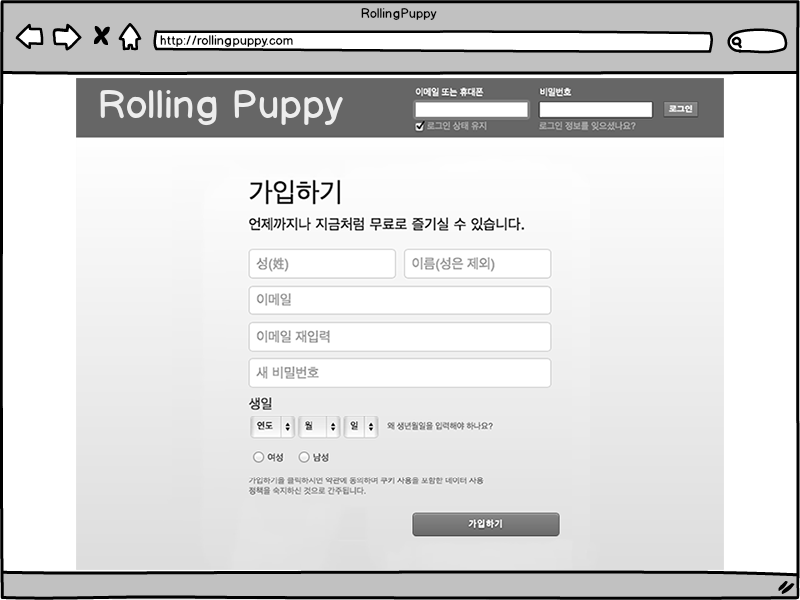 RollingPuppy
http://rollingpuppy.com
Rolling Puppy
이메일 또는 휴대폰
비밀번호
로그인
로그인 상태 유지
로그인 정보를 잊으셨나요?
가입하기
언제까지나 지금처럼 무료로 즐기실 수 있습니다.
성(姓)
이름(성은 제외)
이메일
이메일 재입력
새 비밀번호
생일
연도
월
일
왜 생년월일을 입력해야 하나요?
여성
남성
가입하기를 클릭하시면 약관에 동의하며 쿠키 사용을 포함한 데이터 사용
정책을 숙지하신 것으로 간주됩니다.
가입하기